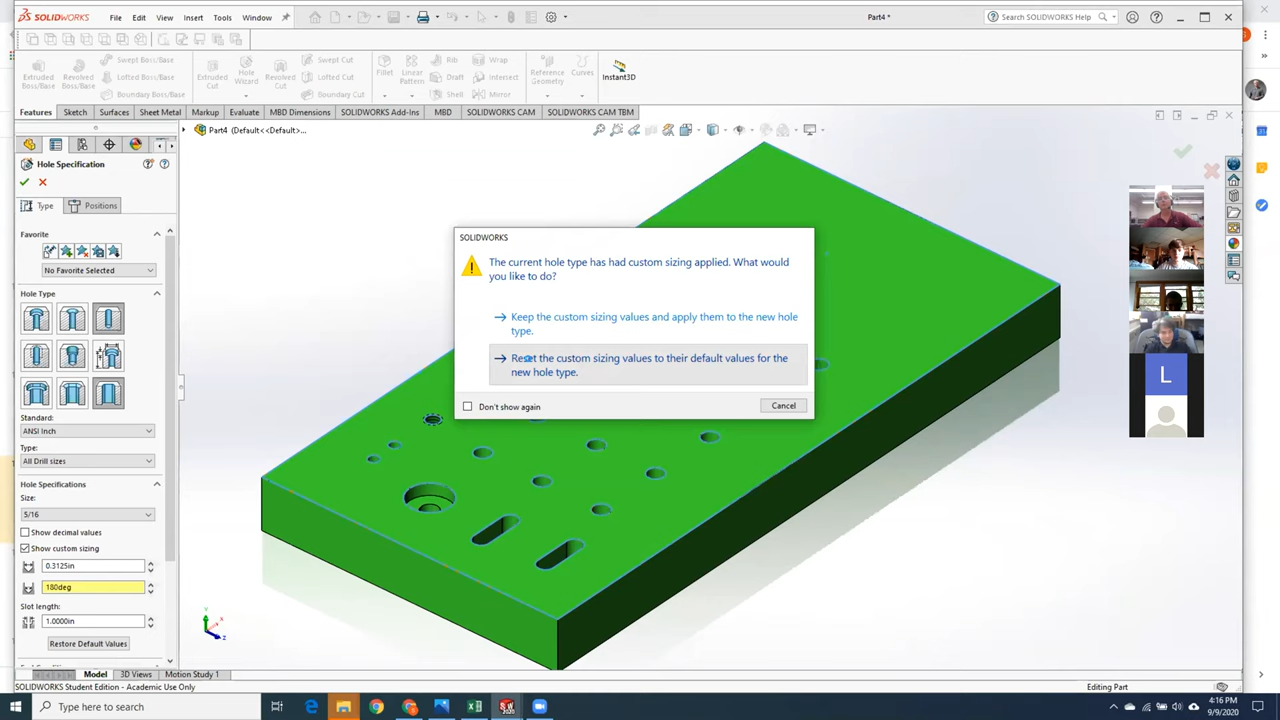 SOLIDWORKS File Edit View Insert Tools Window Part4 * Search SOLIDWORKS Help
Extruded Boss/Base
Revolved Boss/Base
Swept Boss/Base
Lofted Boss/Base
Boundary Boss/Base
Extruded Cut
Hole Wizard
Revolved Cut
Swept Cut
Lofted Cut
Boundary Cut
Fillet
Linear Pattern
Rib
Draft
Shell
Wrap
Intersect
Mirror
Reference Geometry
Curves
Instant3D
Features Sketch Surfaces Sheet Metal Markup Evaluate MBD Dimensions SOLIDWORKS Add-Ins MBD SOLIDWORKS CAM SOLIDWORKS CAM TBM
Part4 (Default<<Default>...
Hole Specification
Type Positions
Favorite
No Favorite Selected
Hole Type
Standard:
ANSI Inch
Type:
All Drill sizes
Hole Specifications
Size:
5/16
Show decimal values
Show custom sizing
0.3125in
180deg
Slot length:
1.0000in
Restore Default Values
SOLIDWORKS
The current hole type has had custom sizing applied. What would
you like to do?
Keep the custom sizing values and apply them to the new hole
type.
Reset the custom sizing values to their default values for the
new hole type.
Don't show again
Cancel
L
Model 3D Views Motion Study 1
SOLIDWORKS Student Edition - Academic Use Only Editing Part
Type here to search
4:16 PM
9/9/2020